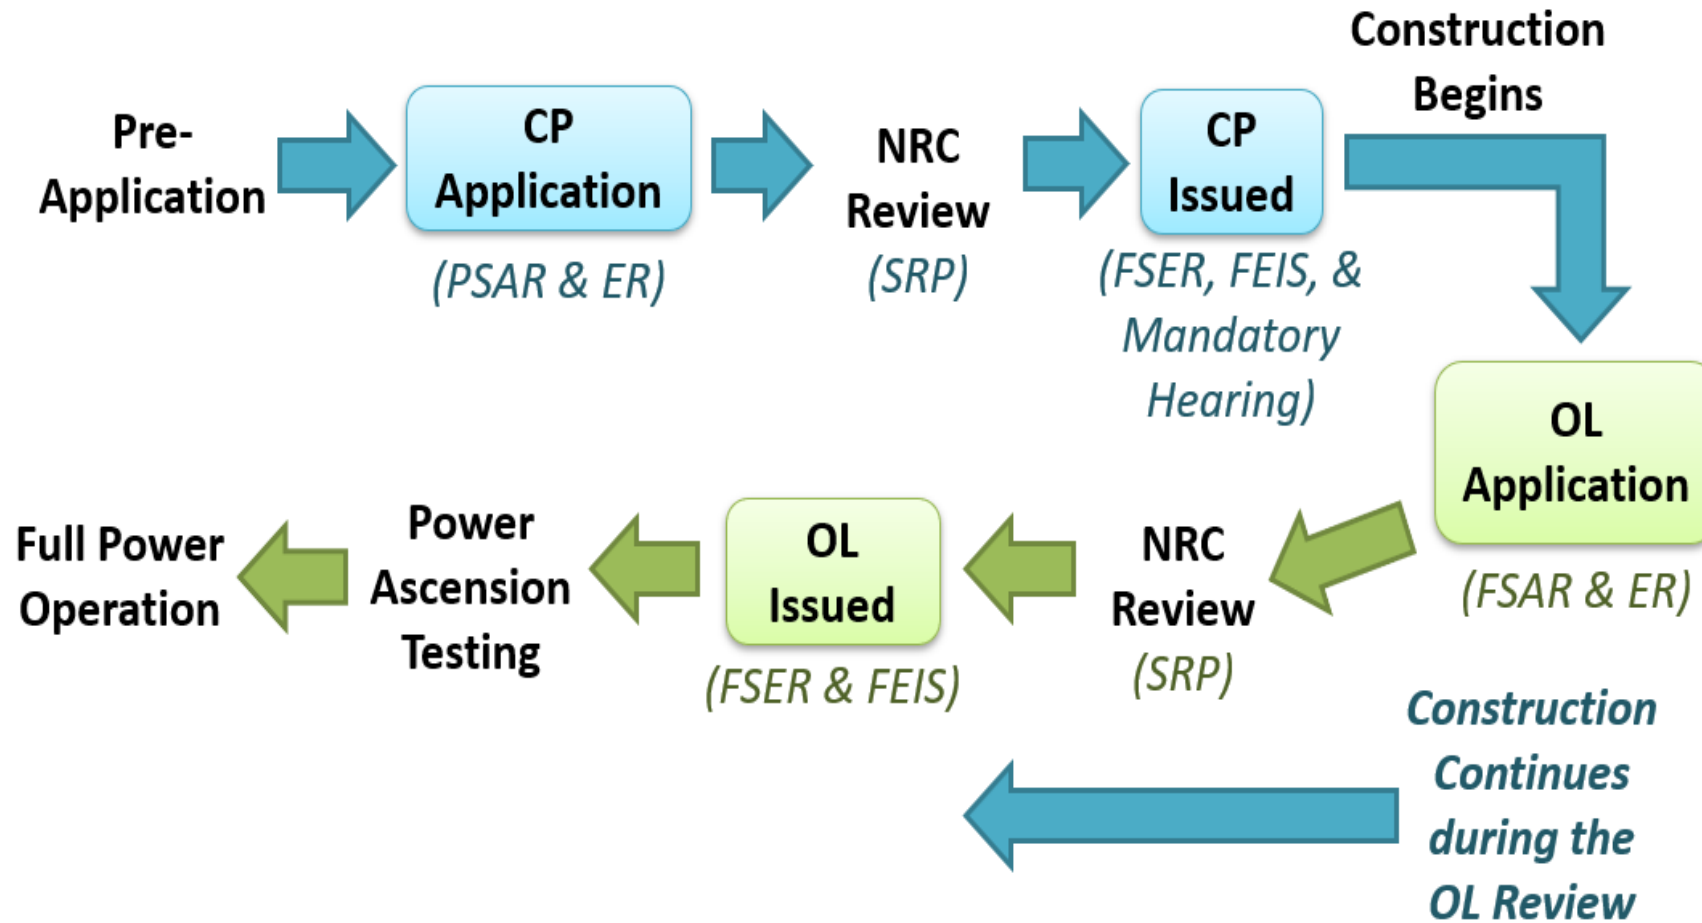 Pre-
Application
CP
Application
(PSAR & ER)
NRC
Review
(SRP)
CP
Issued
(FSER, FEIS, &
Mandatory
Hearing)
Construction
Begins
OL
Application
(FSAR & ER)
NRC
Review
(SRP)
OL
Issued
(FSER & FEIS)
Power
Ascension
Testing
Full Power
Operation
Construction
Continues
during the
OL Review